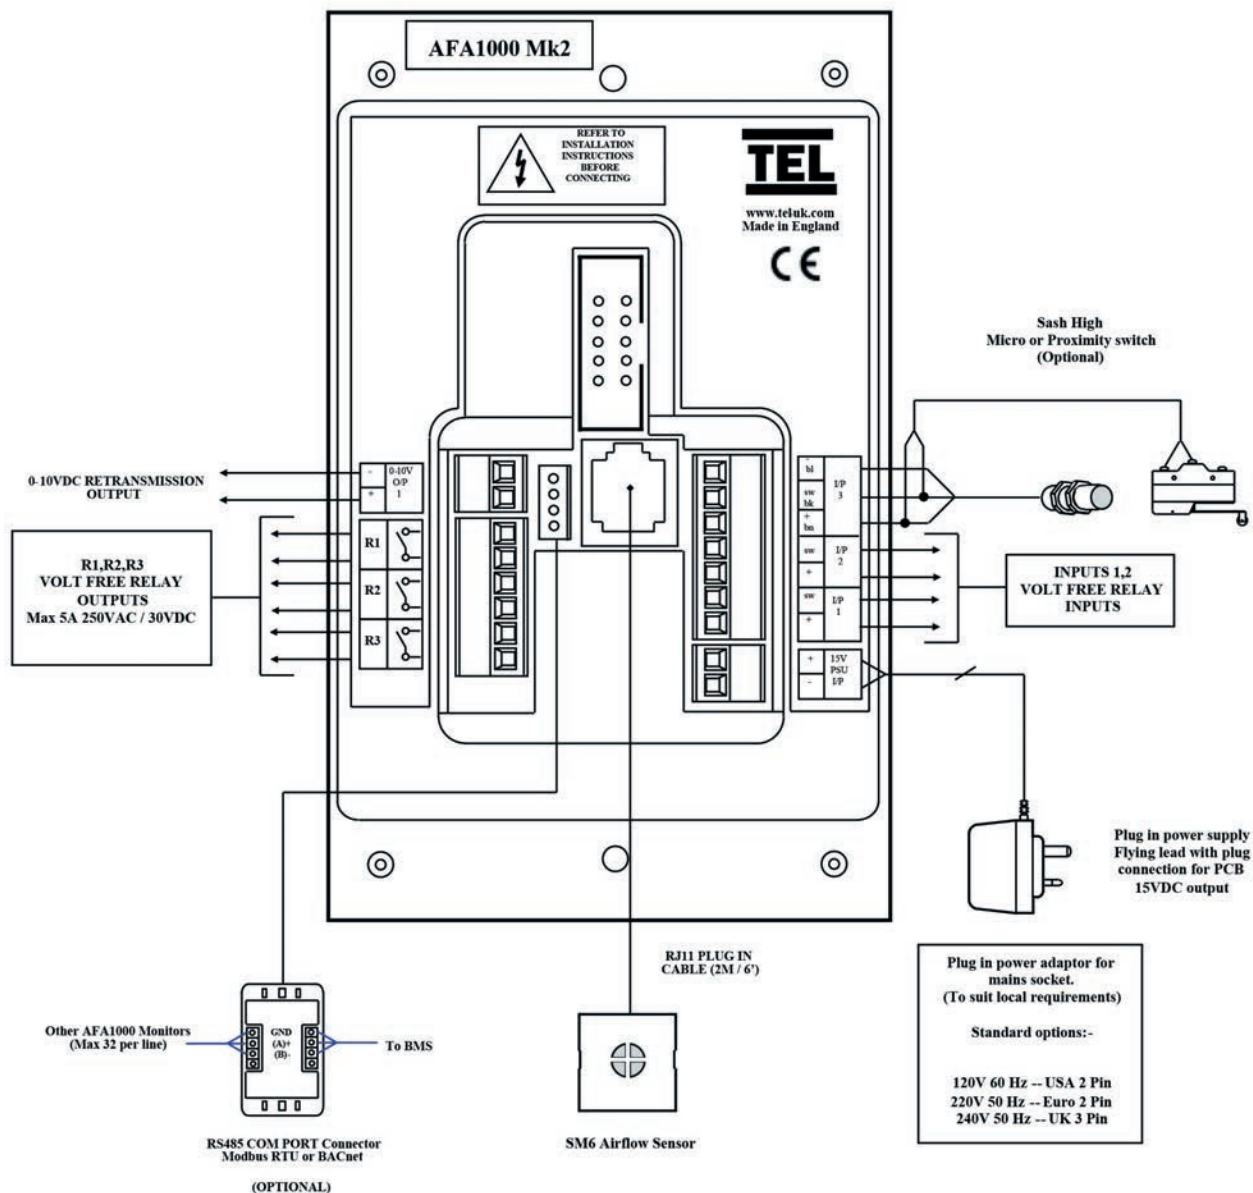 AFA1000 Mk2
REFER TO
INSTALLATION
INSTRUCTIONS
BEFORE
CONNECTING
TEL
www.tel-uk.com
Made in England
CE
Sash High
Micro or Proximity switch
(Optional)
0-10VDC RETRANSMISSION
OUTPUT
-
+
0-10V
O/P
1
R1,R2,R3
VOLT FREE RELAY
OUTPUTS
Max 5A 250VAC / 30VDC
R1
R2
R3
-
bl
sw
bk
+
bn
I/P
3
sw
+
I/P
2
sw
+
I/P
1
+
-
15V
PSU
I/P
INPUTS 1,2
VOLT FREE RELAY
INPUTS
Plug in power supply
Flying lead with plug
connection for PCB
15VDC output
RJ11 PLUG IN
CABLE (2M / 6')
Plug in power adaptor for
mains socket.
(To suit local requirements)
Standard options:-
120V 60 Hz -- USA 2 Pin
220V 50 Hz -- Euro 2 Pin
240V 50 Hz -- UK 3 Pin
Other AFA1000 Monitors
(Max 32 per line)
GND
(A)+
(B)-
To BMS
RS485 COM PORT Connector
Modbus RTU or BACnet
(OPTIONAL)
SM6 Airflow Sensor